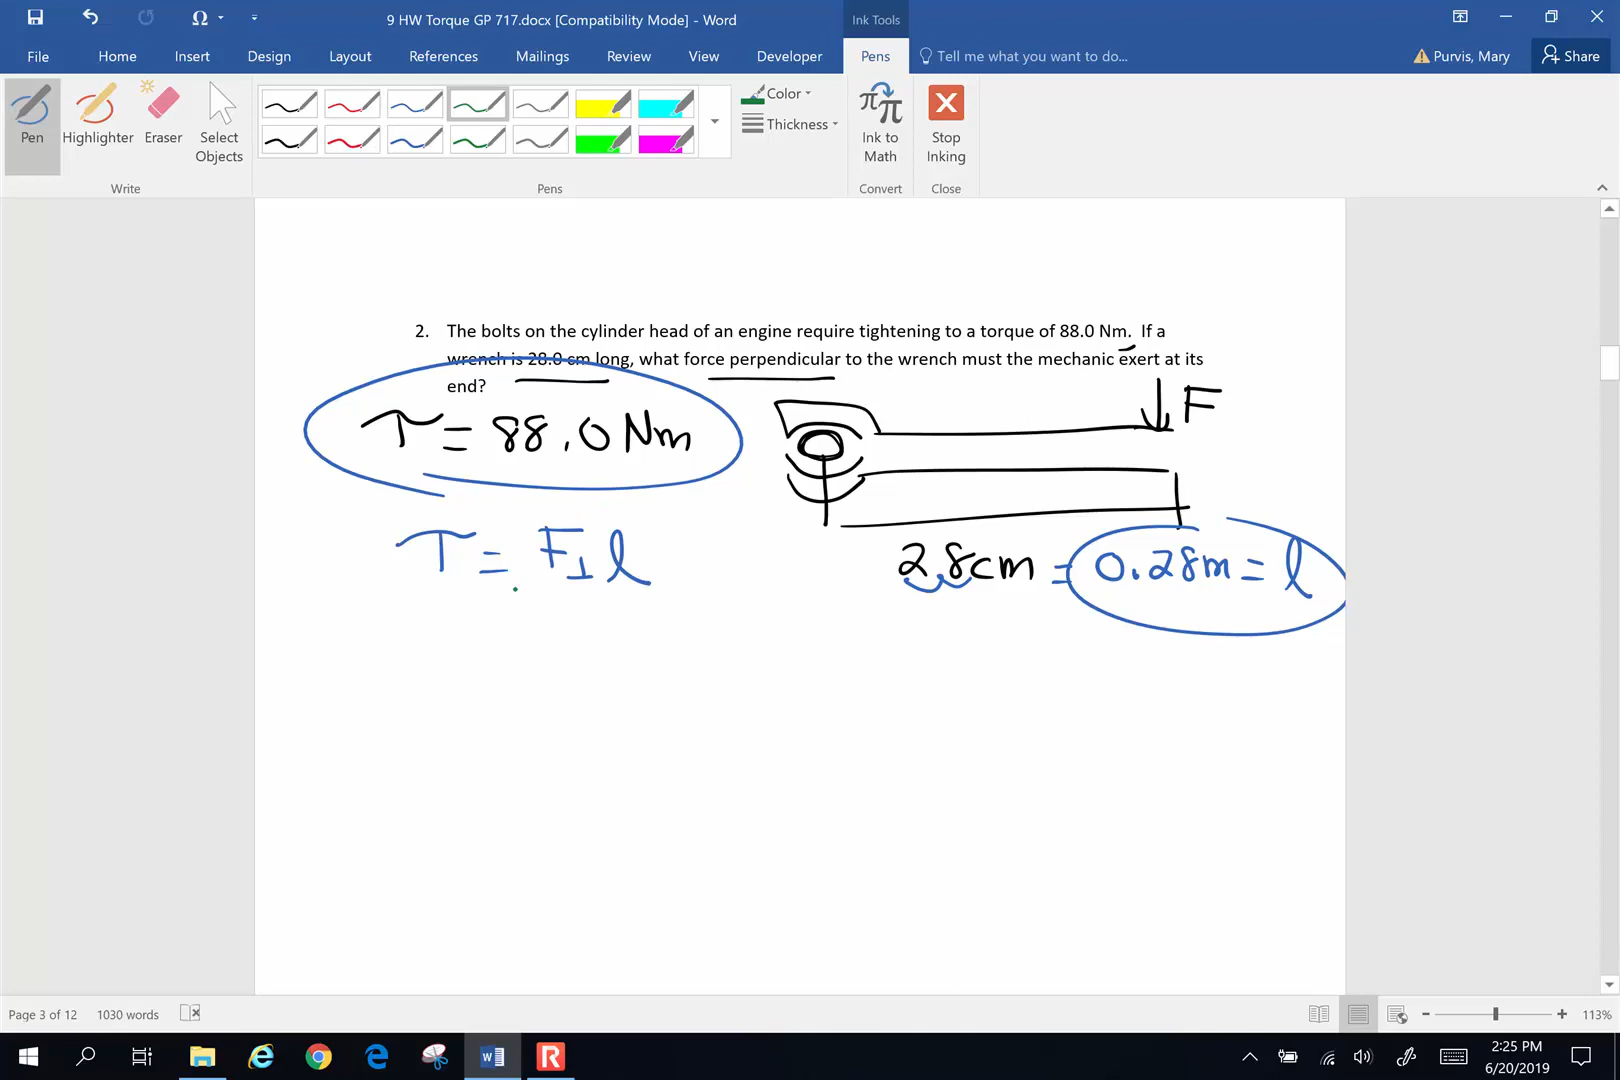 9 HW Torque GP 717.docx [Compatibility Mode] - Word
Ink Tools
File Home Insert Design Layout References Mailings Review View Developer Pens Tell me what you want to do... Purvis, Mary Share
Pen
Highlighter
Eraser
Select Objects
Color
Thickness
Ink to Math
Stop Inking
Write
Pens
Convert
Close
2. The bolts on the cylinder head of an engine require tightening to a torque of 88.0 Nm. If a
wrench is 28.0 cm long, what force perpendicular to the wrench must the mechanic exert at its
end?
F
τ = 88.0 Nm
τ = F⊥ l
28cm = 0.28m = l
Page 3 of 12 1030 words
113%
2:25 PM
6/20/2019